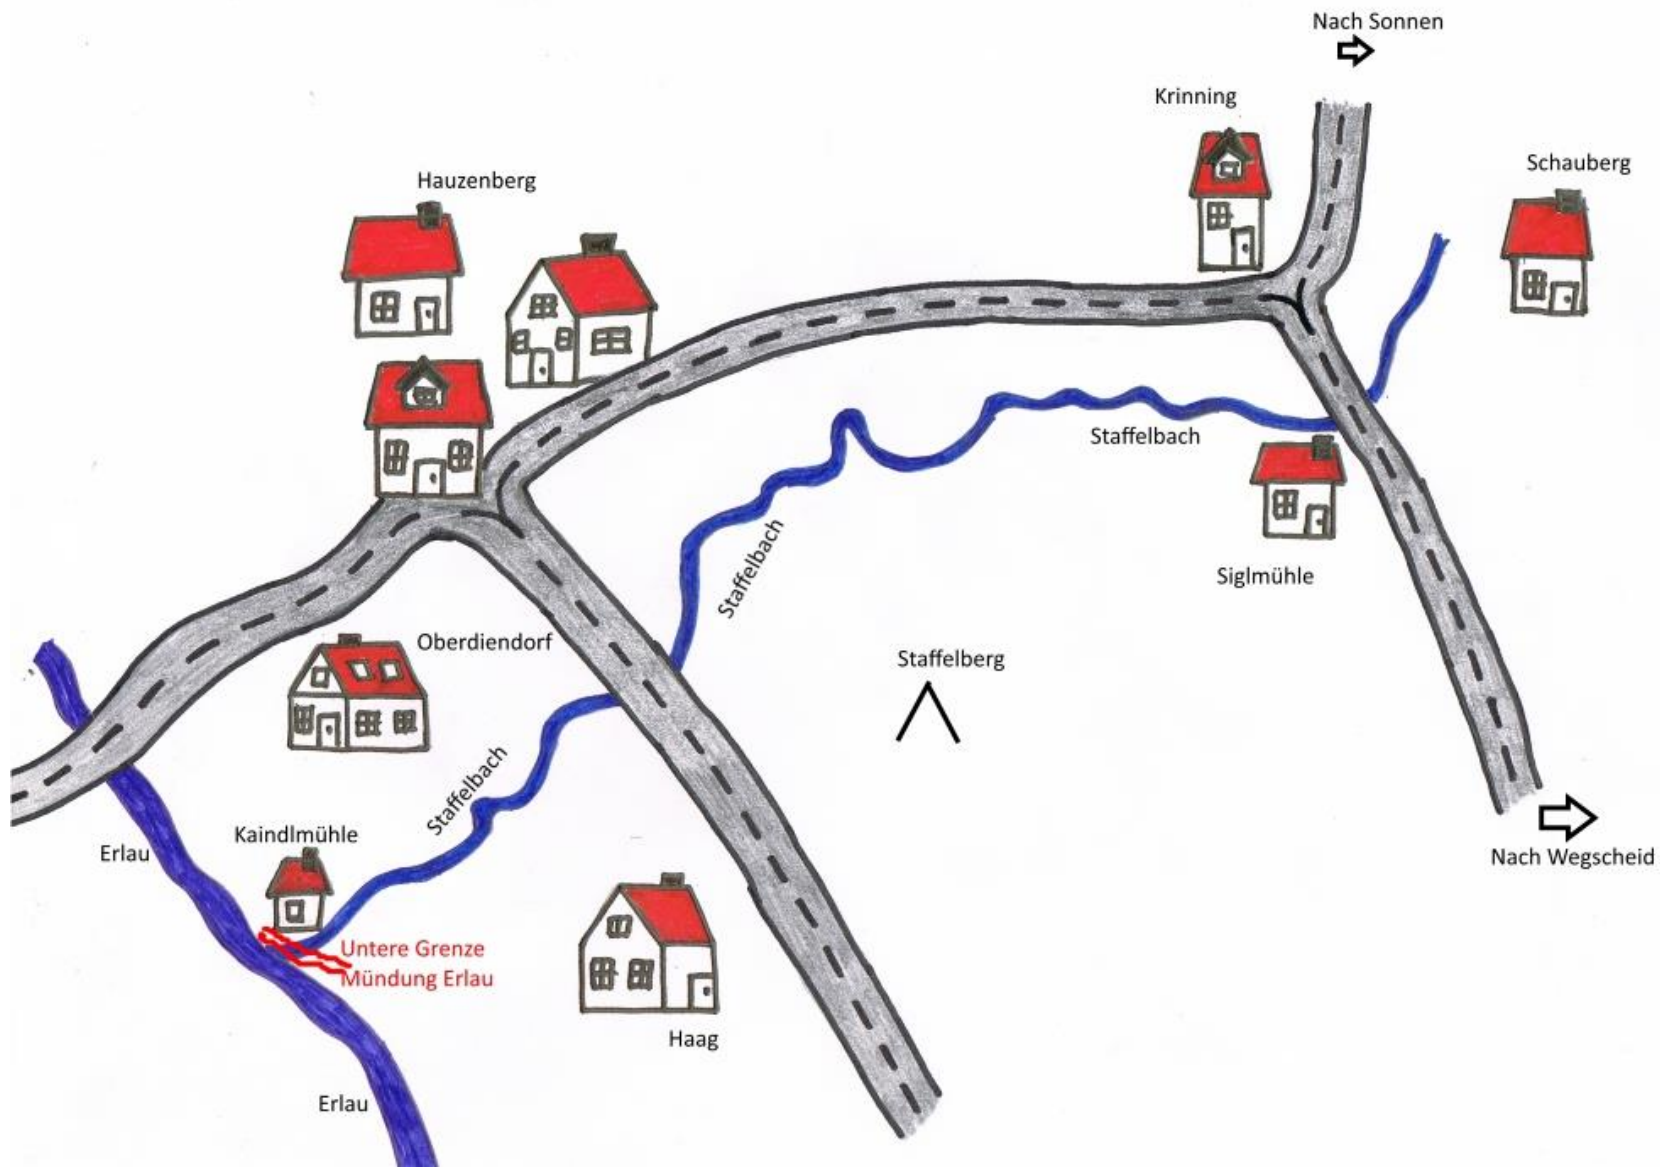 Nach Sonnen
Krinning
Schauberg
Hauzenberg
Staffelbach
Staffelbach
Siglmühle
Oberdiendorf
Staffelberg
Staffelbach
Kaindlmühle
Erlau
Nach Wegscheid
Untere Grenze
Mündung Erlau
Haag
Erlau